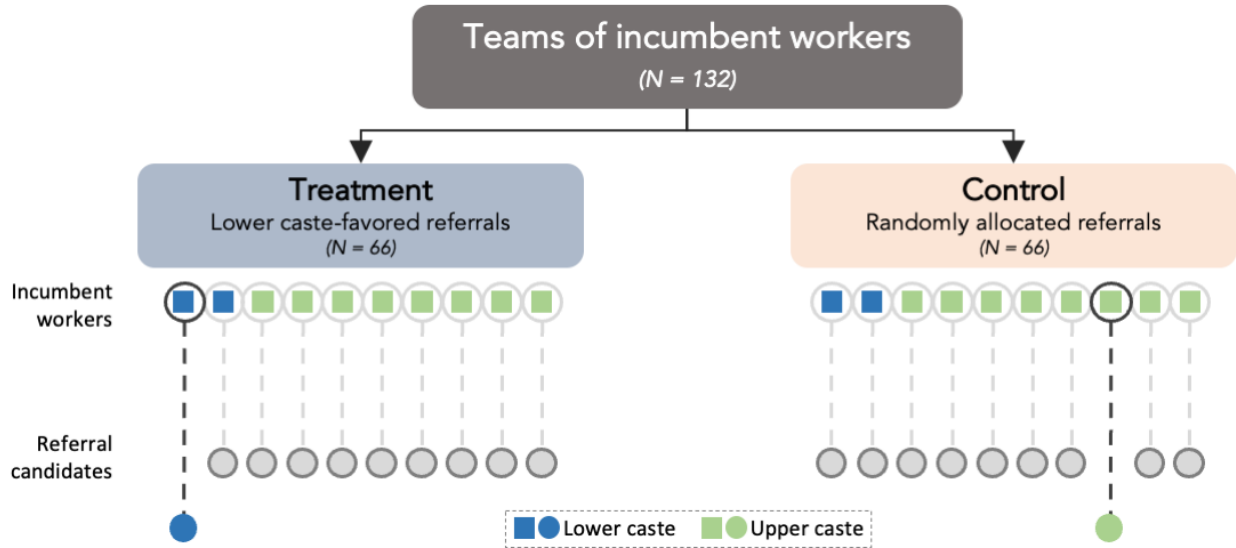 Teams of incumbent workers
(N = 132)
Treatment
Lower caste-favored referrals
(N = 66)
Control
Randomly allocated referrals
(N = 66)
Incumbent
workers
Referral
candidates
Lower caste
Upper caste